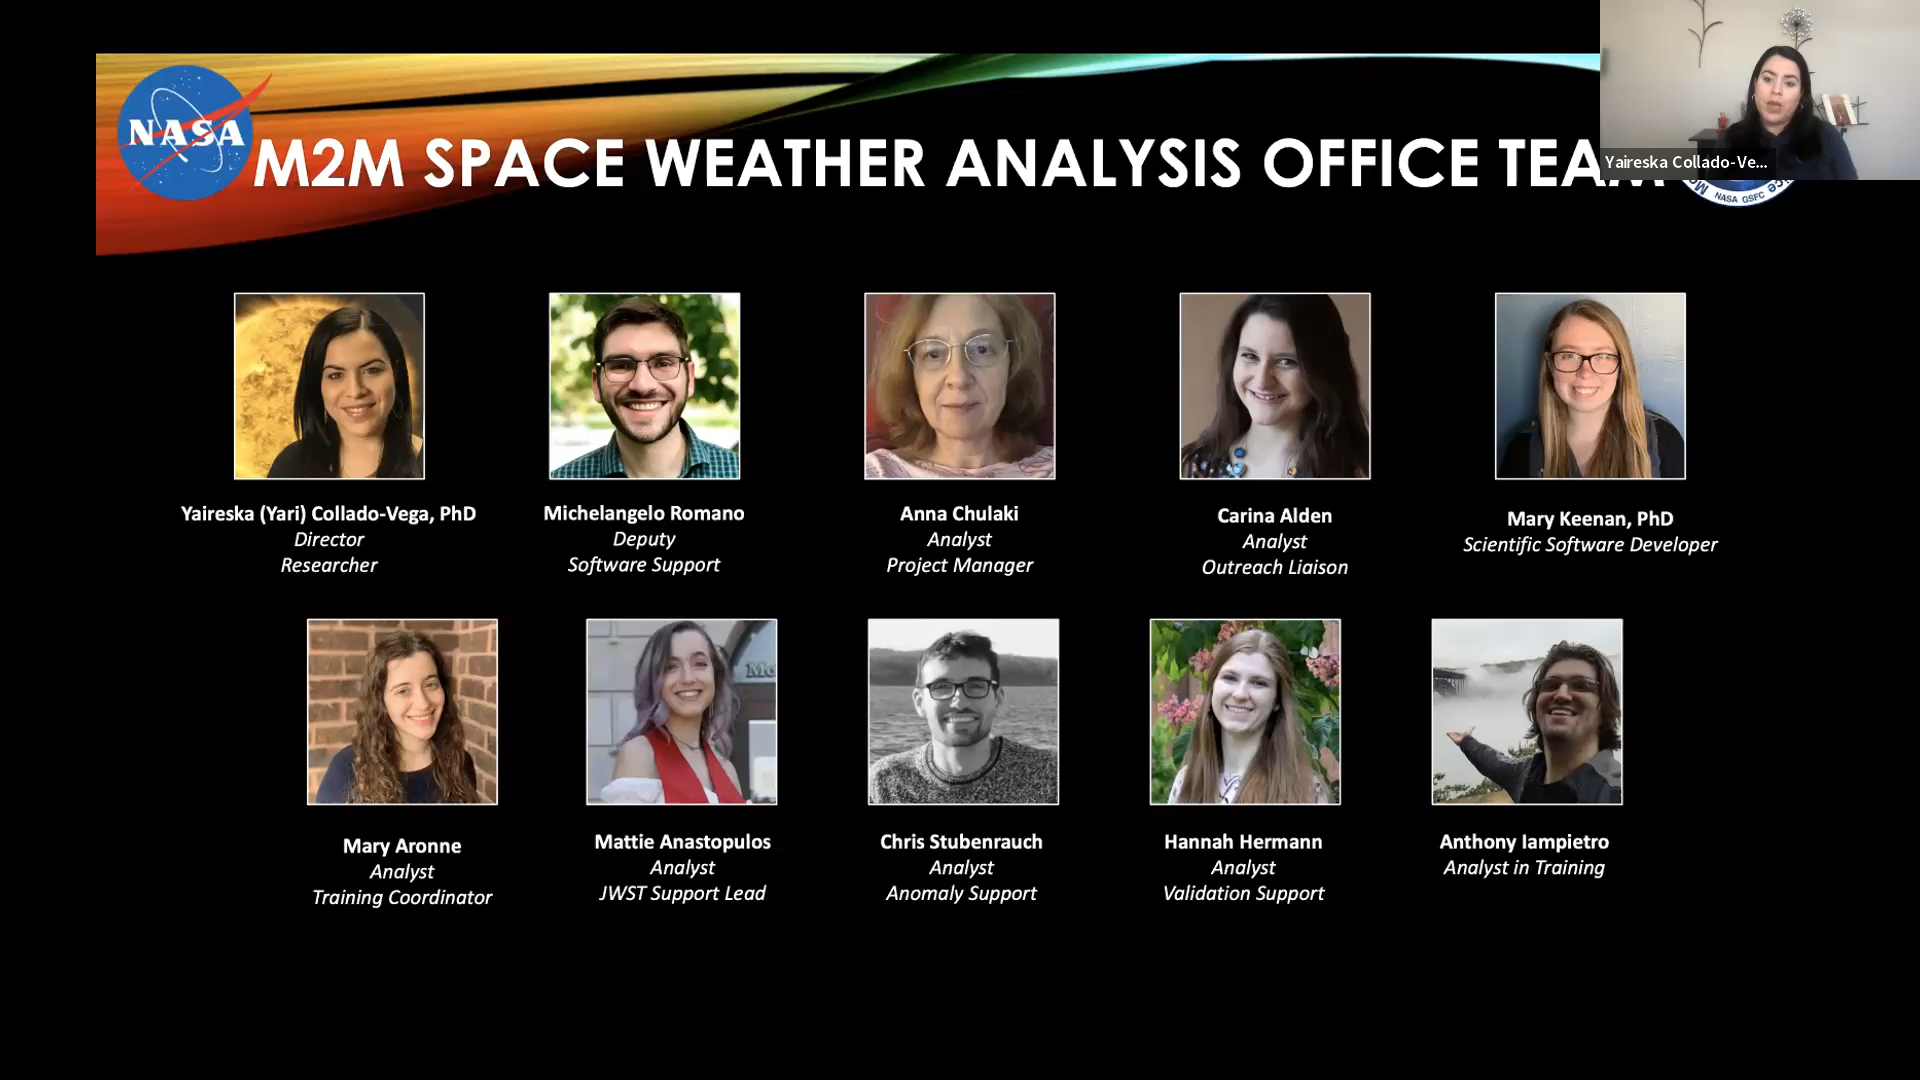 NASA
M2M SPACE WEATHER ANALYSIS OFFICE TEAM
Yaireska Collado-Ve...
NASA GSFC
Yaireska (Yari) Collado-Vega, PhD
Director
Researcher
Michelangelo Romano
Deputy
Software Support
Anna Chulaki
Analyst
Project Manager
Carina Alden
Analyst
Outreach Liaison
Mary Keenan, PhD
Scientific Software Developer
Mary Aronne
Analyst
Training Coordinator
Mattie Anastopulos
Analyst
JWST Support Lead
Chris Stubenrauch
Analyst
Anomaly Support
Hannah Hermann
Analyst
Validation Support
Anthony Iampietro
Analyst in Training